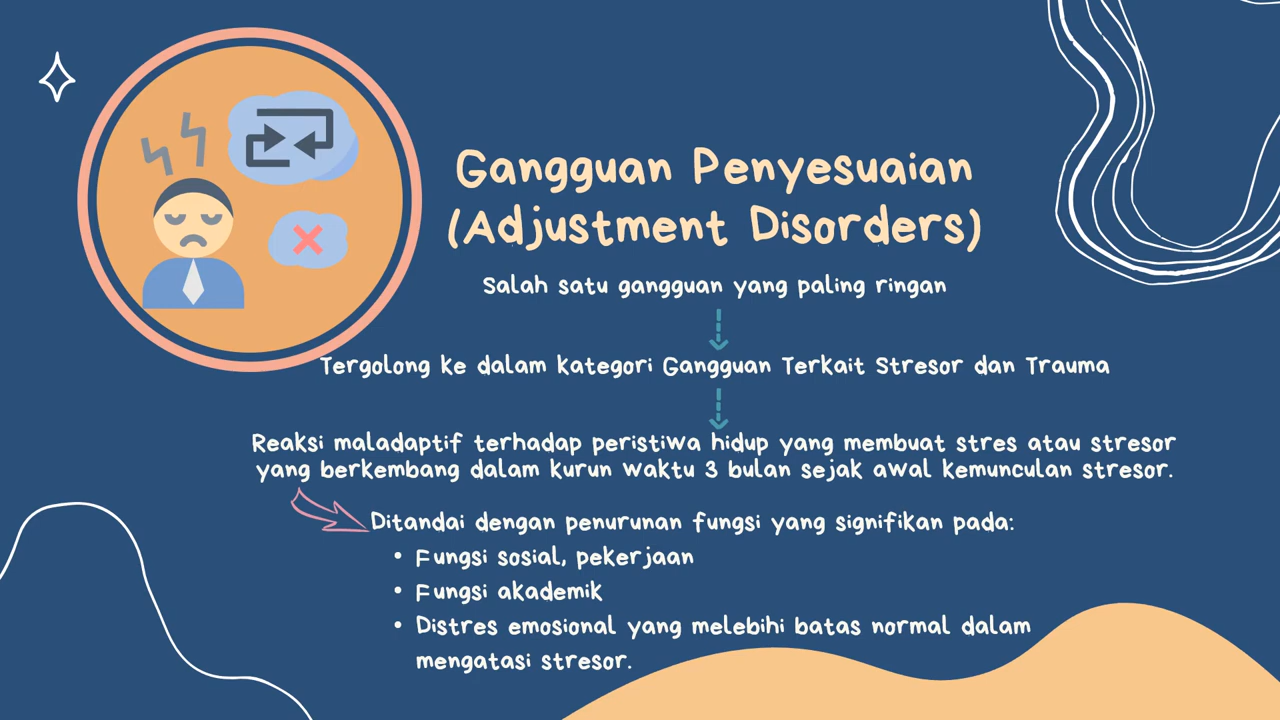 Gangguan Penyesuaian
(Adjustment Disorders)
Salah satu gangguan yang paling ringan
Tergolong ke dalam kategori Gangguan Terkait Stresor dan Trauma
Reaksi maladaptif terhadap peristiwa hidup yang membuat stres atau stresor
yang berkembang dalam kurun waktu 3 bulan sejak awal kemunculan stresor.
Ditandai dengan penurunan fungsi yang signifikan pada:
• Fungsi sosial, pekerjaan
• Fungsi akademik
• Distres emosional yang melebihi batas normal dalam
mengatasi stresor.